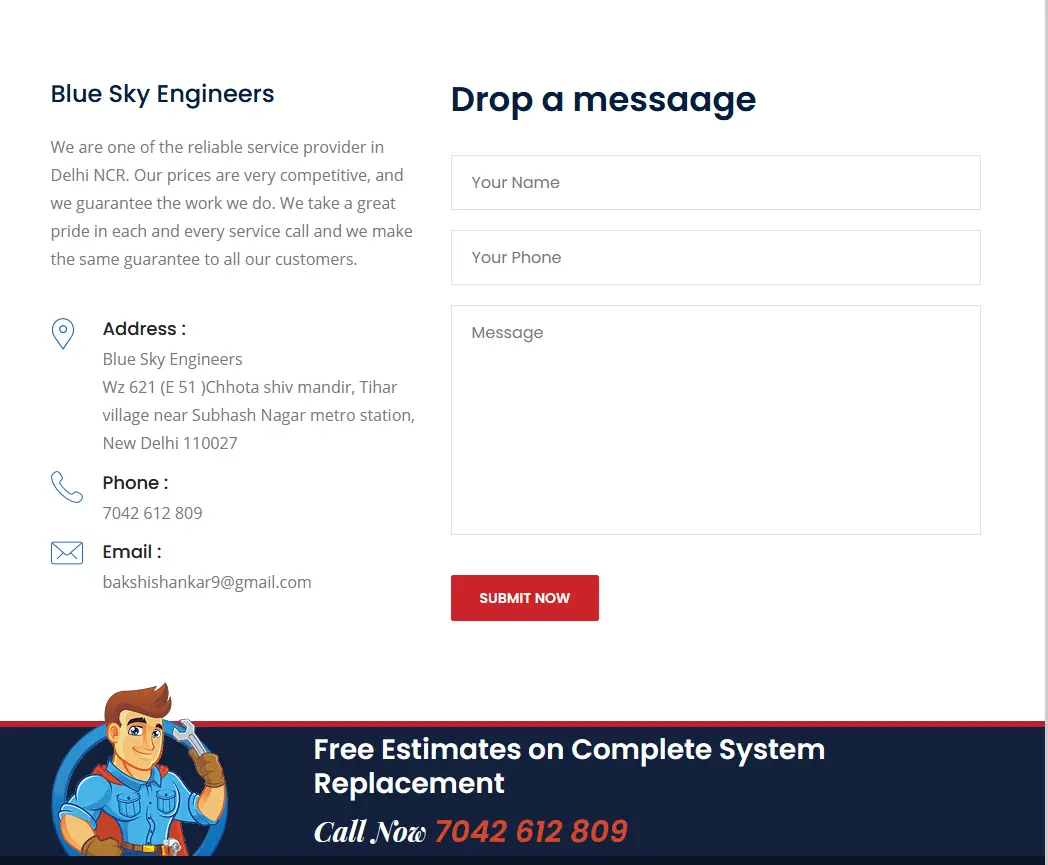 Blue Sky Engineers
We are one of the reliable service provider in
Delhi NCR. Our prices are very competitive, and
we guarantee the work we do. We take a great
pride in each and every service call and we make
the same guarantee to all our customers.
Address :
Blue Sky Engineers
Wz 621 (E 51 )Chhota shiv mandir, Tihar
village near Subhash Nagar metro station,
New Delhi 110027
Phone :
7042 612 809
Email :
bakshishankar9@gmail.com
Drop a messaage
Your Name
Your Phone
Message
SUBMIT NOW
Free Estimates on Complete System
Replacement
Call Now 7042 612 809